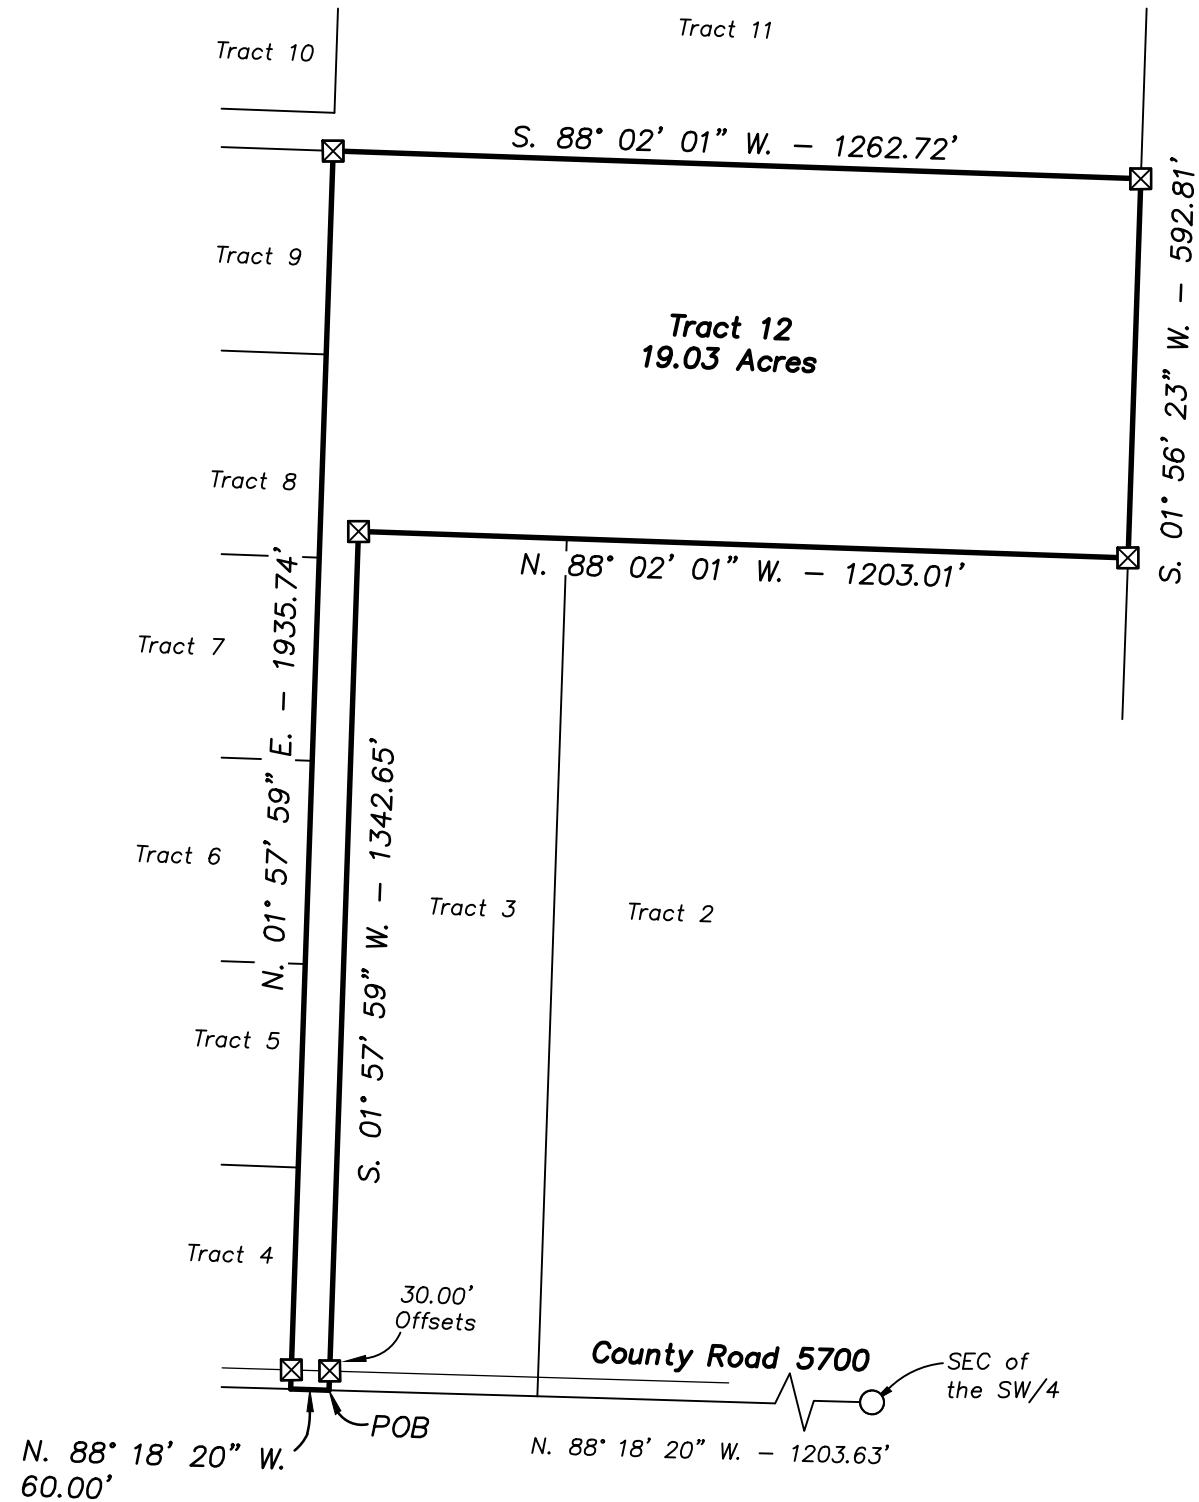 Tract 10
Tract 11
S. 88° 02' 01" W. – 1262.72'
S. 01° 56' 23" W. – 592.81'
Tract 9
Tract 12
19.03 Acres
Tract 8
N. 88° 02' 01" W. – 1203.01'
N. 01° 57' 59" E. – 1935.74'
Tract 7
S. 01° 57' 59" W. – 1342.65'
Tract 6
Tract 3
Tract 2
Tract 5
Tract 4
30.00'
Offsets
County Road 5700
SEC of
the SW/4
POB
N. 88° 18' 20" W. – 1203.63'
N. 88° 18' 20" W.
60.00'